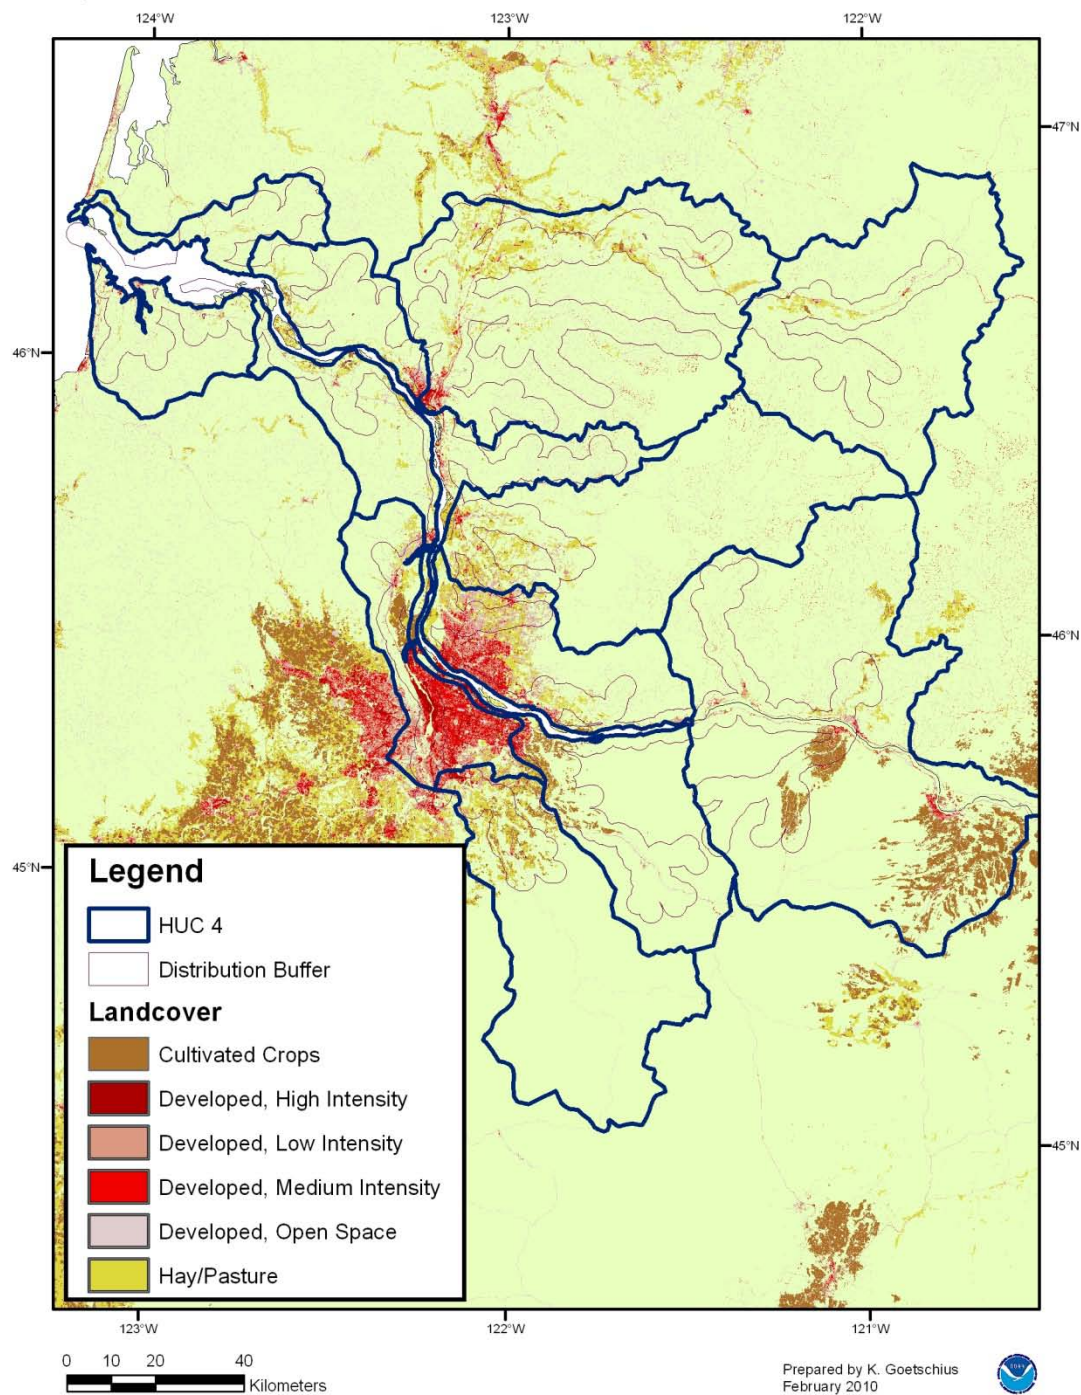 124°W
123°W
122°W
47°N
46°N
46°N
45°N
45°N
Legend
HUC 4
Distribution Buffer
Landcover
Cultivated Crops
Developed, High Intensity
Developed, Low Intensity
Developed, Medium Intensity
Developed, Open Space
Hay/Pasture
123°W
122°W
121°W
0 10 20 40
Kilometers
Prepared by K. Goetschius
February 2010